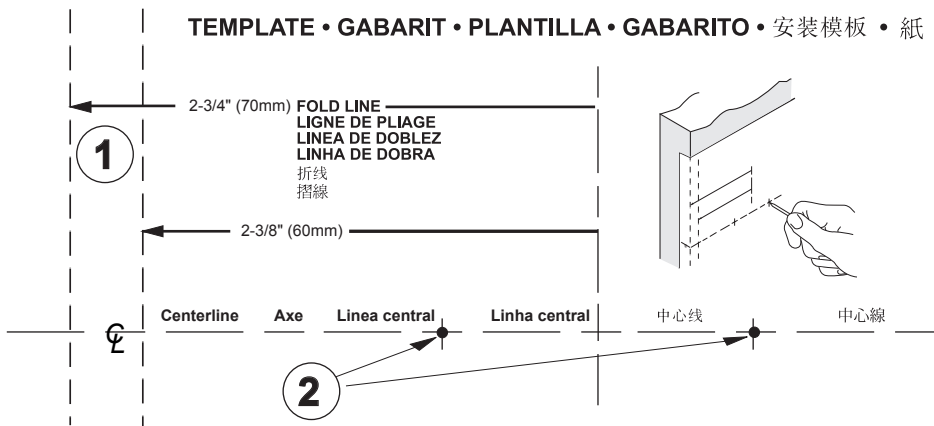 TEMPLATE • GABARIT • PLANTILLA • GABARITO • 安装模板 • 紙
2-3/4" (70mm) FOLD LINE
LIGNE DE PLIAGE
LINEA DE DOBLEZ
LINHA DE DOBRA
折线
摺線
1
2-3/8" (60mm)
Centerline Axe Linea central Linha central 中心线 中心線
℄
2